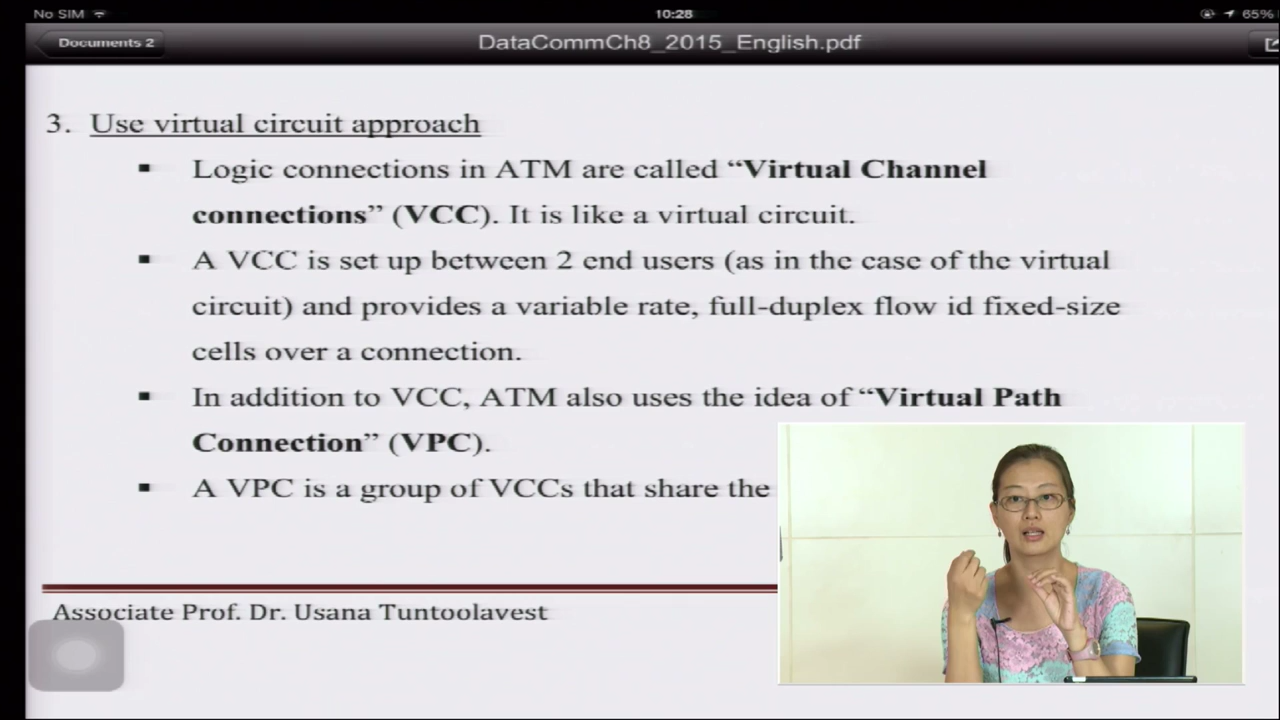 No SIM
10:28
65%
Documents 2
DataCommCh8_2015_English.pdf
3. Use virtual circuit approach
▪ Logic connections in ATM are called “Virtual Channel
connections” (VCC). It is like a virtual circuit.
▪ A VCC is set up between 2 end users (as in the case of the virtual
circuit) and provides a variable rate, full-duplex flow id fixed-size
cells over a connection.
▪ In addition to VCC, ATM also uses the idea of “Virtual Path
Connection” (VPC).
▪ A VPC is a group of VCCs that share the
Associate Prof. Dr. Usana Tuntoolavest